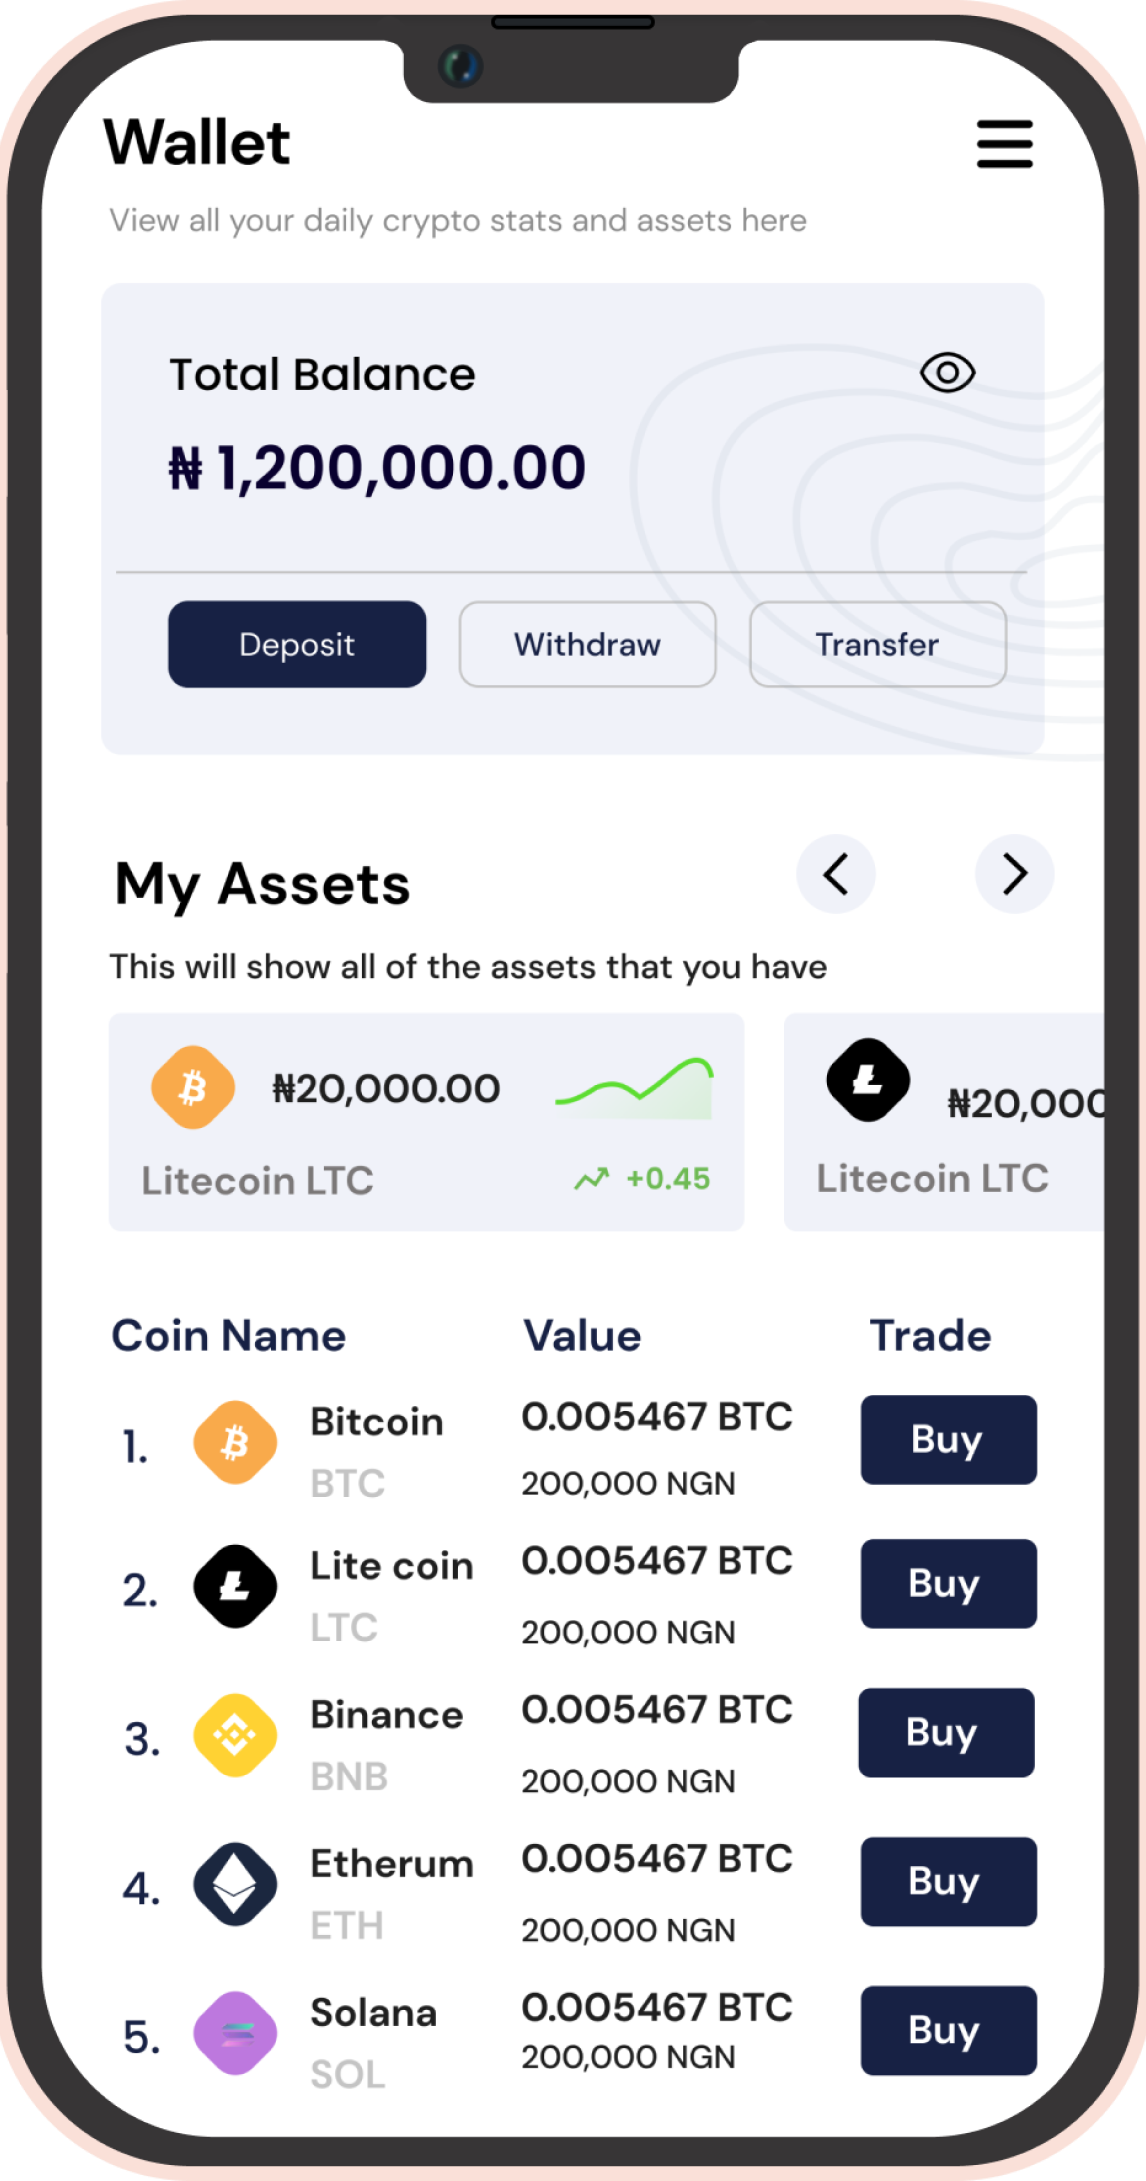 Wallet
View all your daily crypto stats and assets here
Total Balance
₦ 1,200,000.00
Deposit
Withdraw
Transfer
My Assets
This will show all of the assets that you have
₦20,000.00
Litecoin LTC
+0.45
₦20,000
Litecoin LTC
Coin Name
Value
Trade
1.
Bitcoin
BTC
0.005467 BTC
200,000 NGN
Buy
2.
Lite coin
LTC
0.005467 BTC
200,000 NGN
Buy
3.
Binance
BNB
0.005467 BTC
200,000 NGN
Buy
4.
Etherum
ETH
0.005467 BTC
200,000 NGN
Buy
5.
Solana
SOL
0.005467 BTC
200,000 NGN
Buy